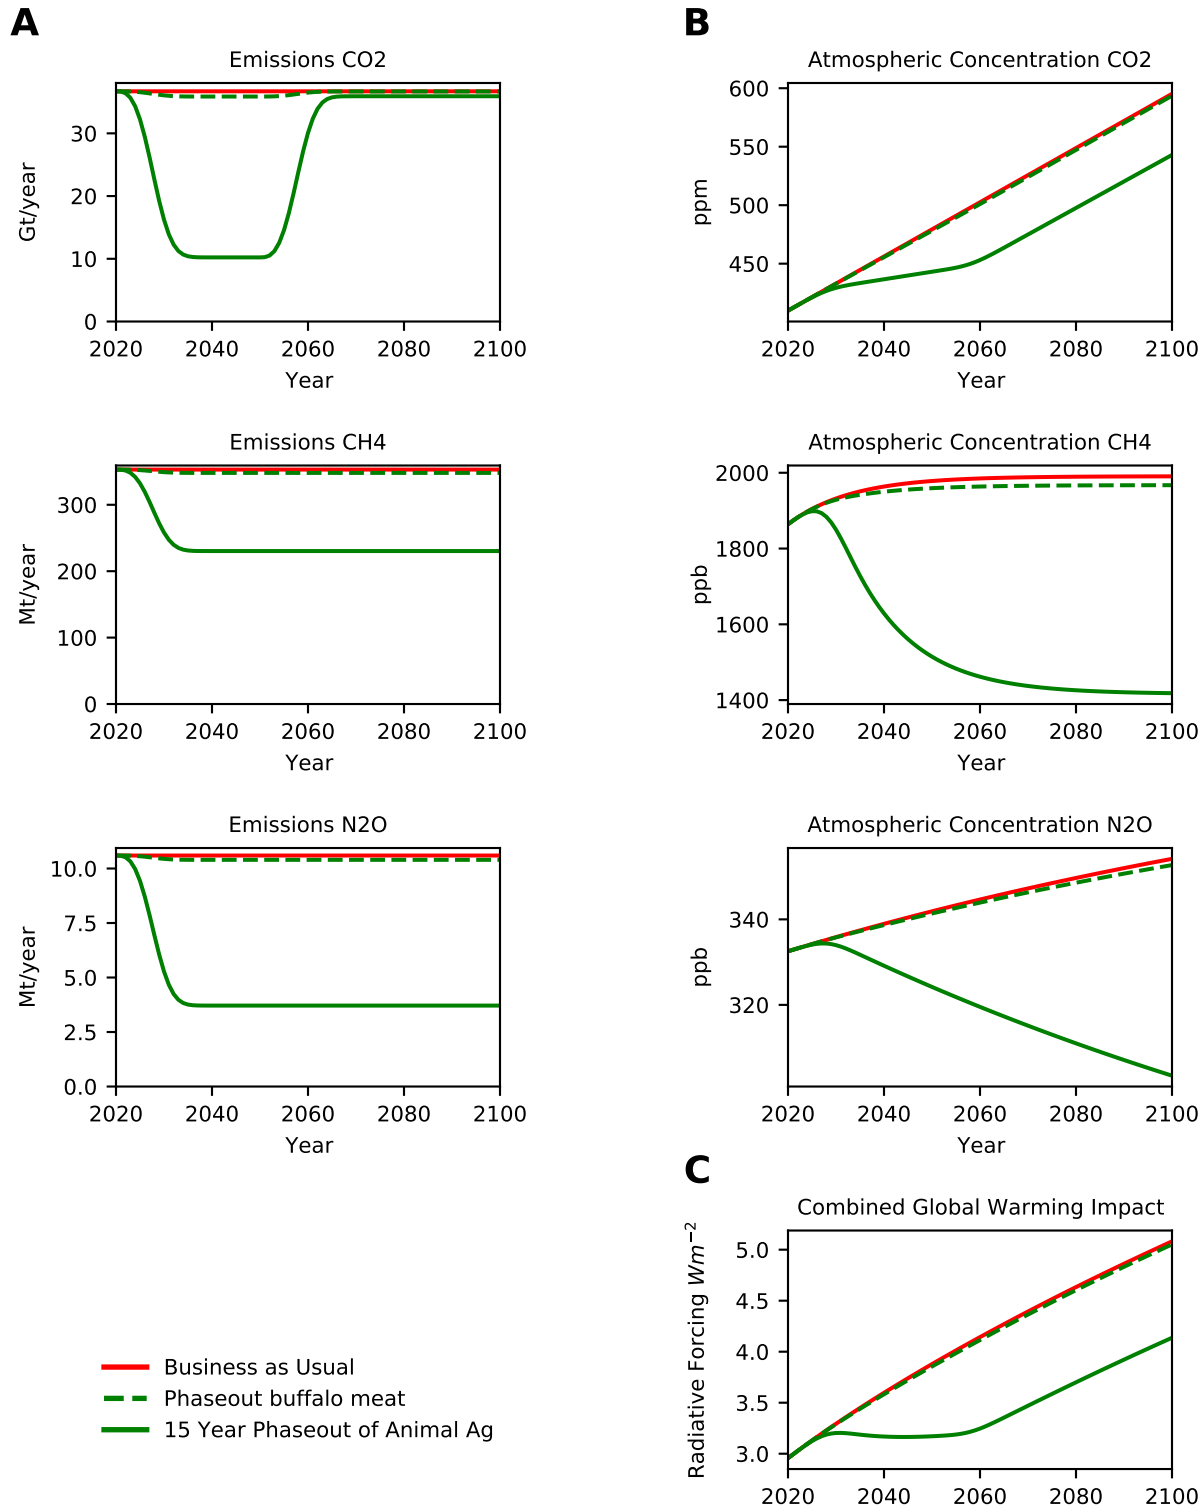 A
B
Emissions CO2
Gt/year
30
20
10
0
2020 2040 2060 2080 2100
Year
Atmospheric Concentration CO2
ppm
600
550
500
450
2020 2040 2060 2080 2100
Year
Emissions CH4
Mt/year
300
200
100
0
2020 2040 2060 2080 2100
Year
Atmospheric Concentration CH4
ppb
2000
1800
1600
1400
2020 2040 2060 2080 2100
Year
Emissions N2O
Mt/year
10.0
7.5
5.0
2.5
0.0
2020 2040 2060 2080 2100
Year
Atmospheric Concentration N2O
ppb
340
320
2020 2040 2060 2080 2100
Year
C
Combined Global Warming Impact
Radiative Forcing Wm⁻²
5.0
4.5
4.0
3.5
3.0
2020 2040 2060 2080 2100
Business as Usual
Phaseout buffalo meat
15 Year Phaseout of Animal Ag